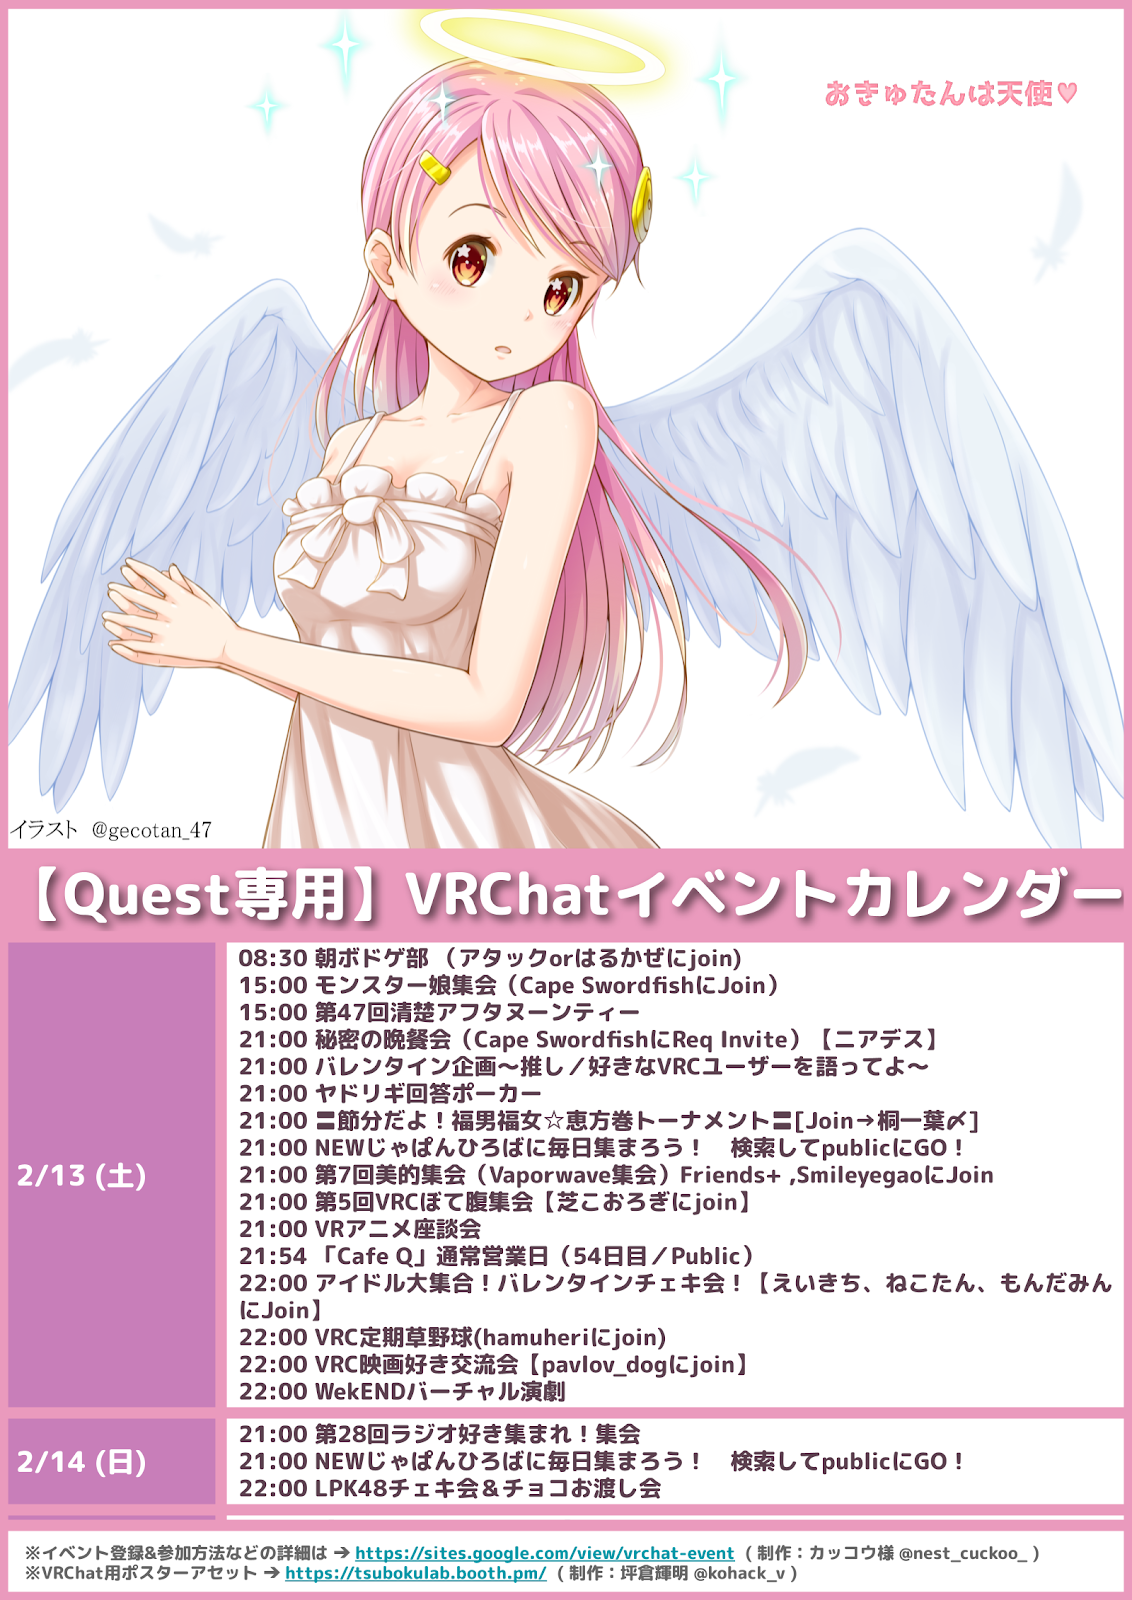 おきゅたんは天使♥
イラスト @gecotan_47
【Quest専用】VRChatイベントカレンダー
2/13 (土)
08:30 朝ボドゲ部 （アタックorはるかぜにjoin)
15:00 モンスター娘集会（Cape SwordfishにJoin）
15:00 第47回清楚アフタヌーンティー
21:00 秘密の晩餐会（Cape SwordfishにReq Invite）【ニアデス】
21:00 バレンタイン企画～推し／好きなVRCユーザーを語ってよ～
21:00 ヤドリギ回答ポーカー
21:00 〓節分だよ！福男福女☆恵方巻トーナメント〓[Join→桐一葉〆]
21:00 NEWじゃぱんひろばに毎日集まろう！　検索してpublicにGO！
21:00 第7回美的集会（Vaporwave集会）Friends+ ,SmileyegaoにJoin
21:00 第5回VRCぽて腹集会【芝こおろぎにjoin】
21:00 VRアニメ座談会
21:54 「Cafe Q」通常営業日（54日目／Public）
22:00 アイドル大集合！バレンタインチェキ会！【えいきち、ねこたん、もんだみん
にJoin】
22:00 VRC定期草野球(hamuheriにjoin)
22:00 VRC映画好き交流会【pavlov_dogにjoin】
22:00 WekENDバーチャル演劇
2/14 (日)
21:00 第28回ラジオ好き集まれ！集会
21:00 NEWじゃぱんひろばに毎日集まろう！　検索してpublicにGO！
22:00 LPK48チェキ会＆チョコお渡し会
※イベント登録&参加方法などの詳細は ➔ https://sites.google.com/view/vrchat-event ( 制作：カッコウ様 @nest_cuckoo_ )
※VRChat用ポスターアセット ➔ https://tsubokulab.booth.pm/ ( 制作：坪倉輝明 @kohack_v )